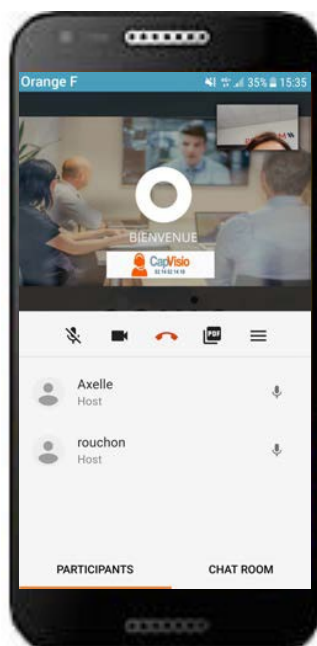 Orange F 35% 15:35
BIENVENUE
CapVisio
PDF
Axelle
Host
rouchon
Host
PARTICIPANTS CHAT ROOM